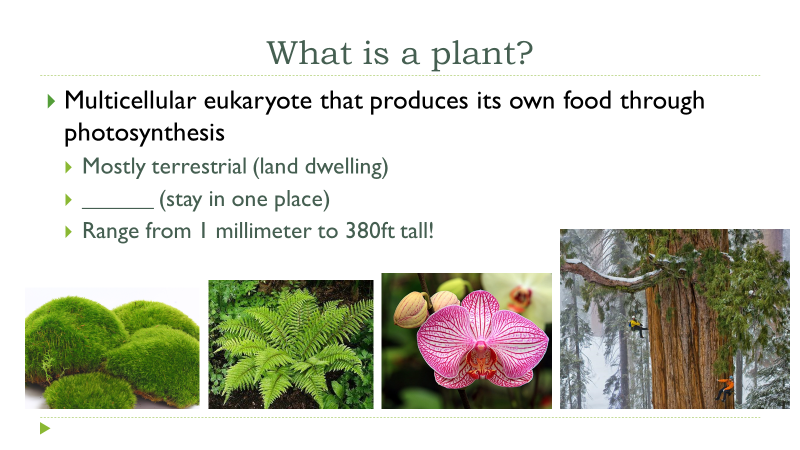 What is a plant?
Multicellular eukaryote that produces its own food through
photosynthesis
Mostly terrestrial (land dwelling)
______ (stay in one place)
Range from 1 millimeter to 380ft tall!